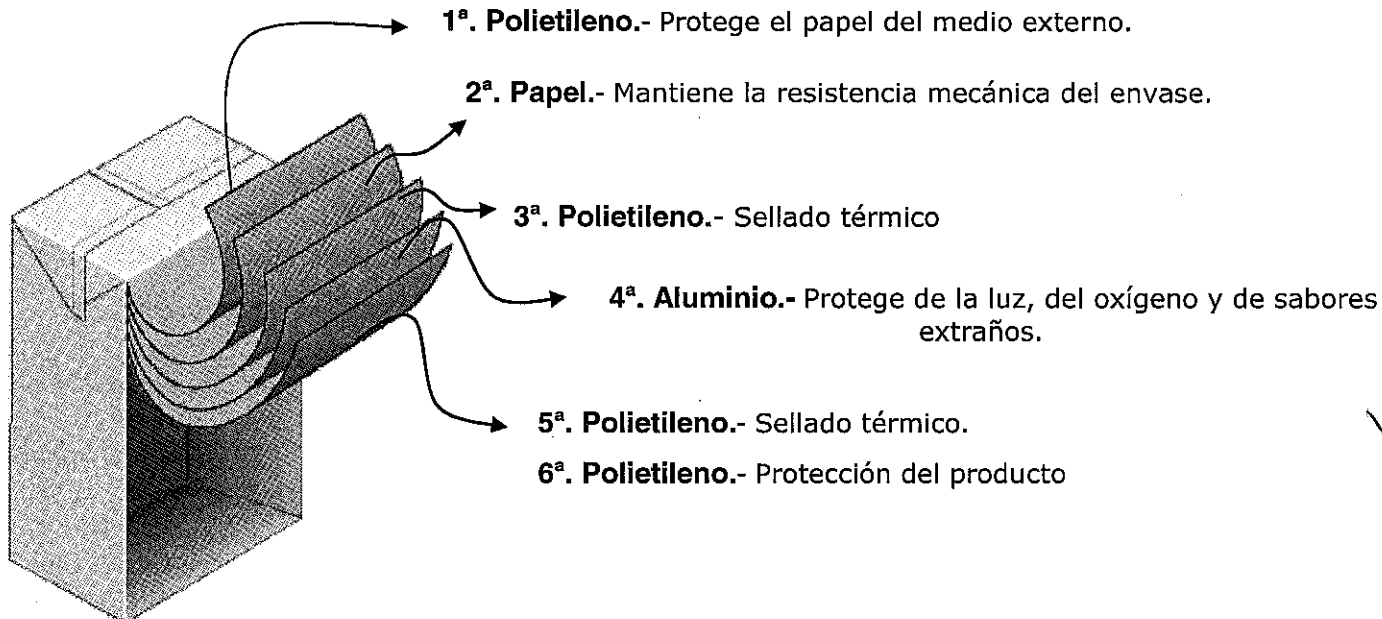 1ª. Polietileno.- Protege el papel del medio externo.
2ª. Papel.- Mantiene la resistencia mecánica del envase.
3ª. Polietileno.- Sellado térmico
4ª. Aluminio.- Protege de la luz, del oxígeno y de sabores
extraños.
5ª. Polietileno.- Sellado térmico.
6ª. Polietileno.- Protección del producto